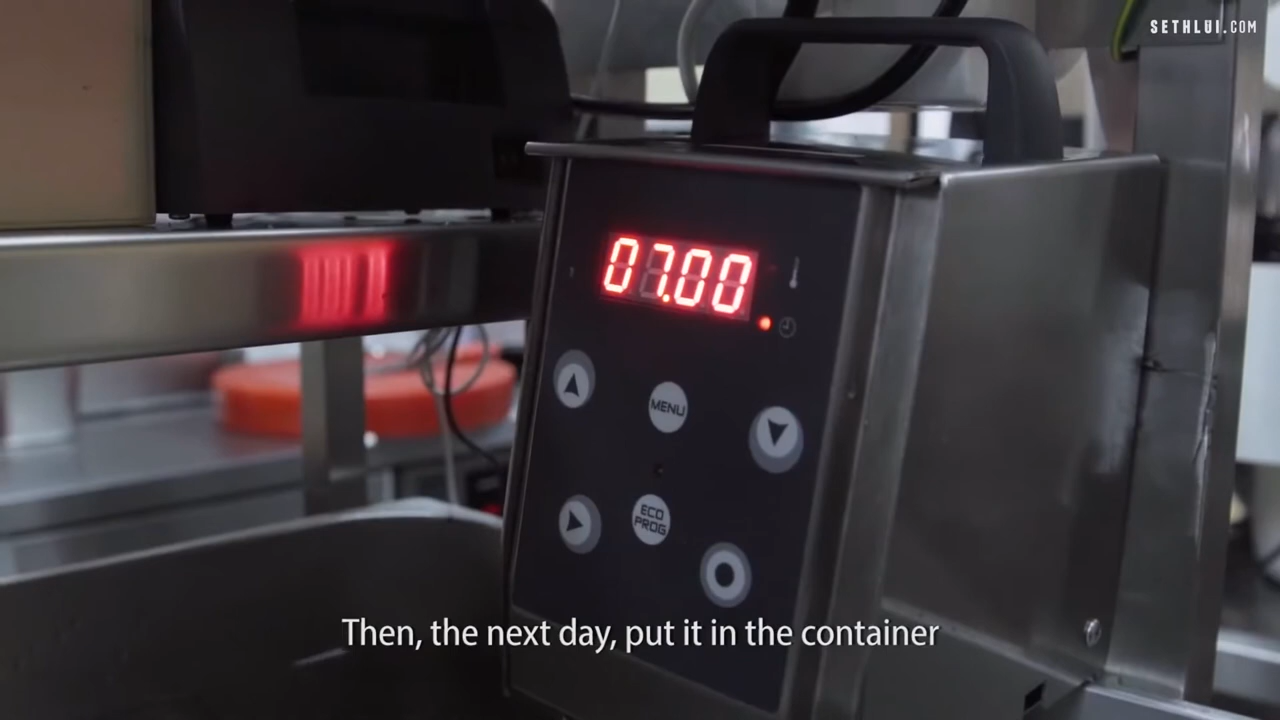 SETHLUI.COM
07.00
MENU
ECO
PROG
Then, the next day, put it in the container